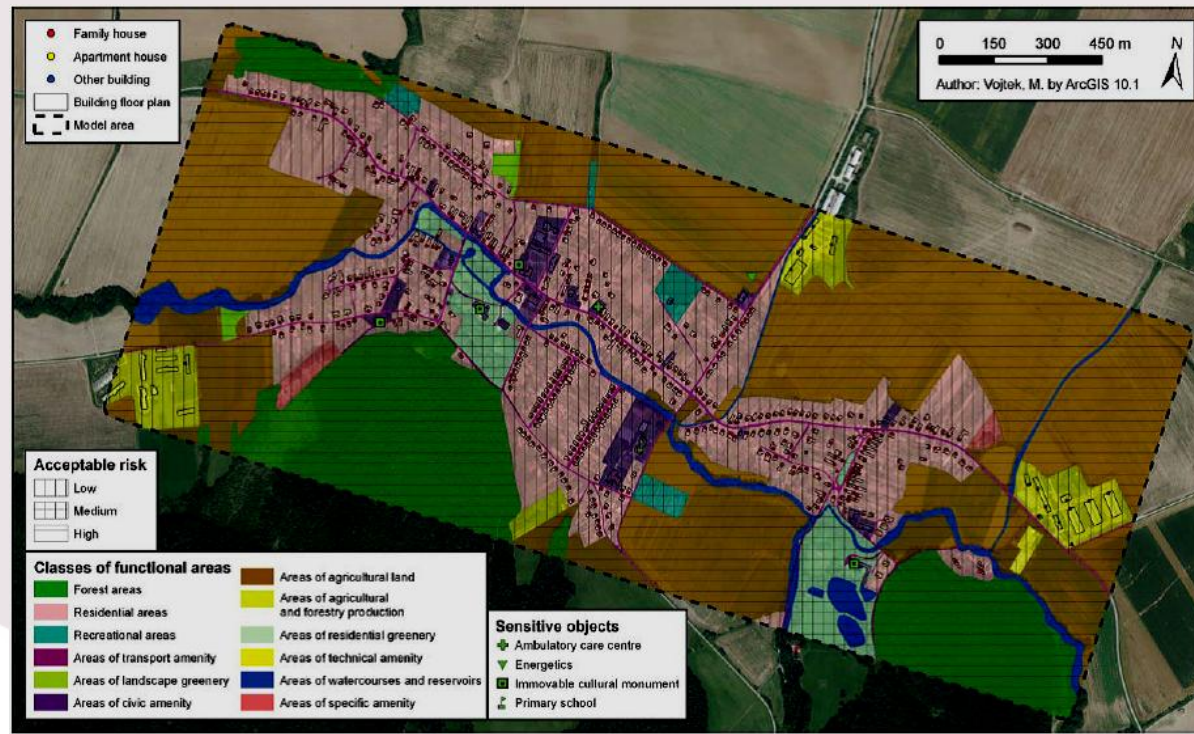 Family house
Apartment house
Other building
Building floor plan
Model area
0 150 300 450 m
N
Author: Vojtek, M. by ArcGIS 10.1
Acceptable risk
Low
Medium
High
Classes of functional areas
Forest areas
Residential areas
Recreational areas
Areas of transport amenity
Areas of landscape greenery
Areas of civic amenity
Areas of agricultural land
Areas of agricultural
and forestry production
Areas of residential greenery
Areas of technical amenity
Areas of watercourses and reservoirs
Areas of specific amenity
Sensitive objects
Ambulatory care centre
Energetics
Immovable cultural monument
Primary school